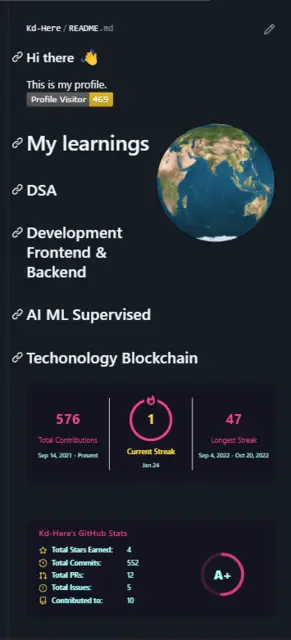 Kd-Here/README.md
Hi there 👋
This is my profile.
Profile Visitor 469
My learnings
DSA
Development
Frontend &
Backend
AI ML Supervised
Techonology Blockchain
576
Total Contributions
Sep 14, 2021 - Present
1
Current Streak
Jan 24
47
Longest Streak
Sep 4, 2022 - Oct 20, 2022
Kd-Here's GitHub Stats
Total Stars Earned: 4
Total Commits: 552
Total PRs: 12
Total Issues: 5
Contributed to: 10
A+